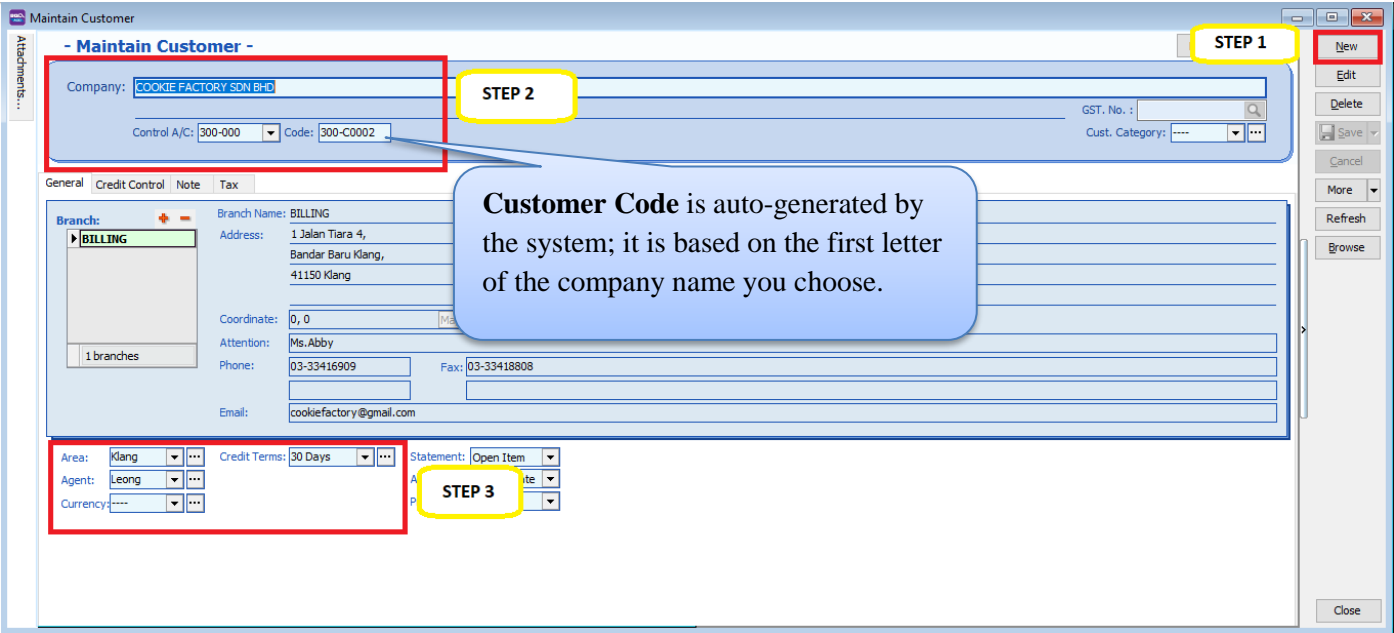 Maintain Customer
Attachments...
- Maintain Customer -
STEP 1
New
Company: COOKIE FACTORY SDN BHD
STEP 2
Edit
GST. No. :
Delete
Control A/C: 300-000 Code: 300-C0002
Cust. Category: ----
Save
Cancel
General Credit Control Note Tax
More
Customer Code is auto-generated by
the system; it is based on the first letter
of the company name you choose.
Refresh
Browse
Branch:
BILLING
1 branches
Branch Name: BILLING
Address: 1 Jalan Tiara 4,
Bandar Baru Klang,
41150 Klang
Coordinate: 0, 0
Attention: Ms.Abby
Phone: 03-33416909 Fax: 03-33418808
Email: cookiefactory@gmail.com
Area: Klang Credit Terms: 30 Days Statement: Open Item
Agent: Leong
STEP 3
Currency: ----
Close